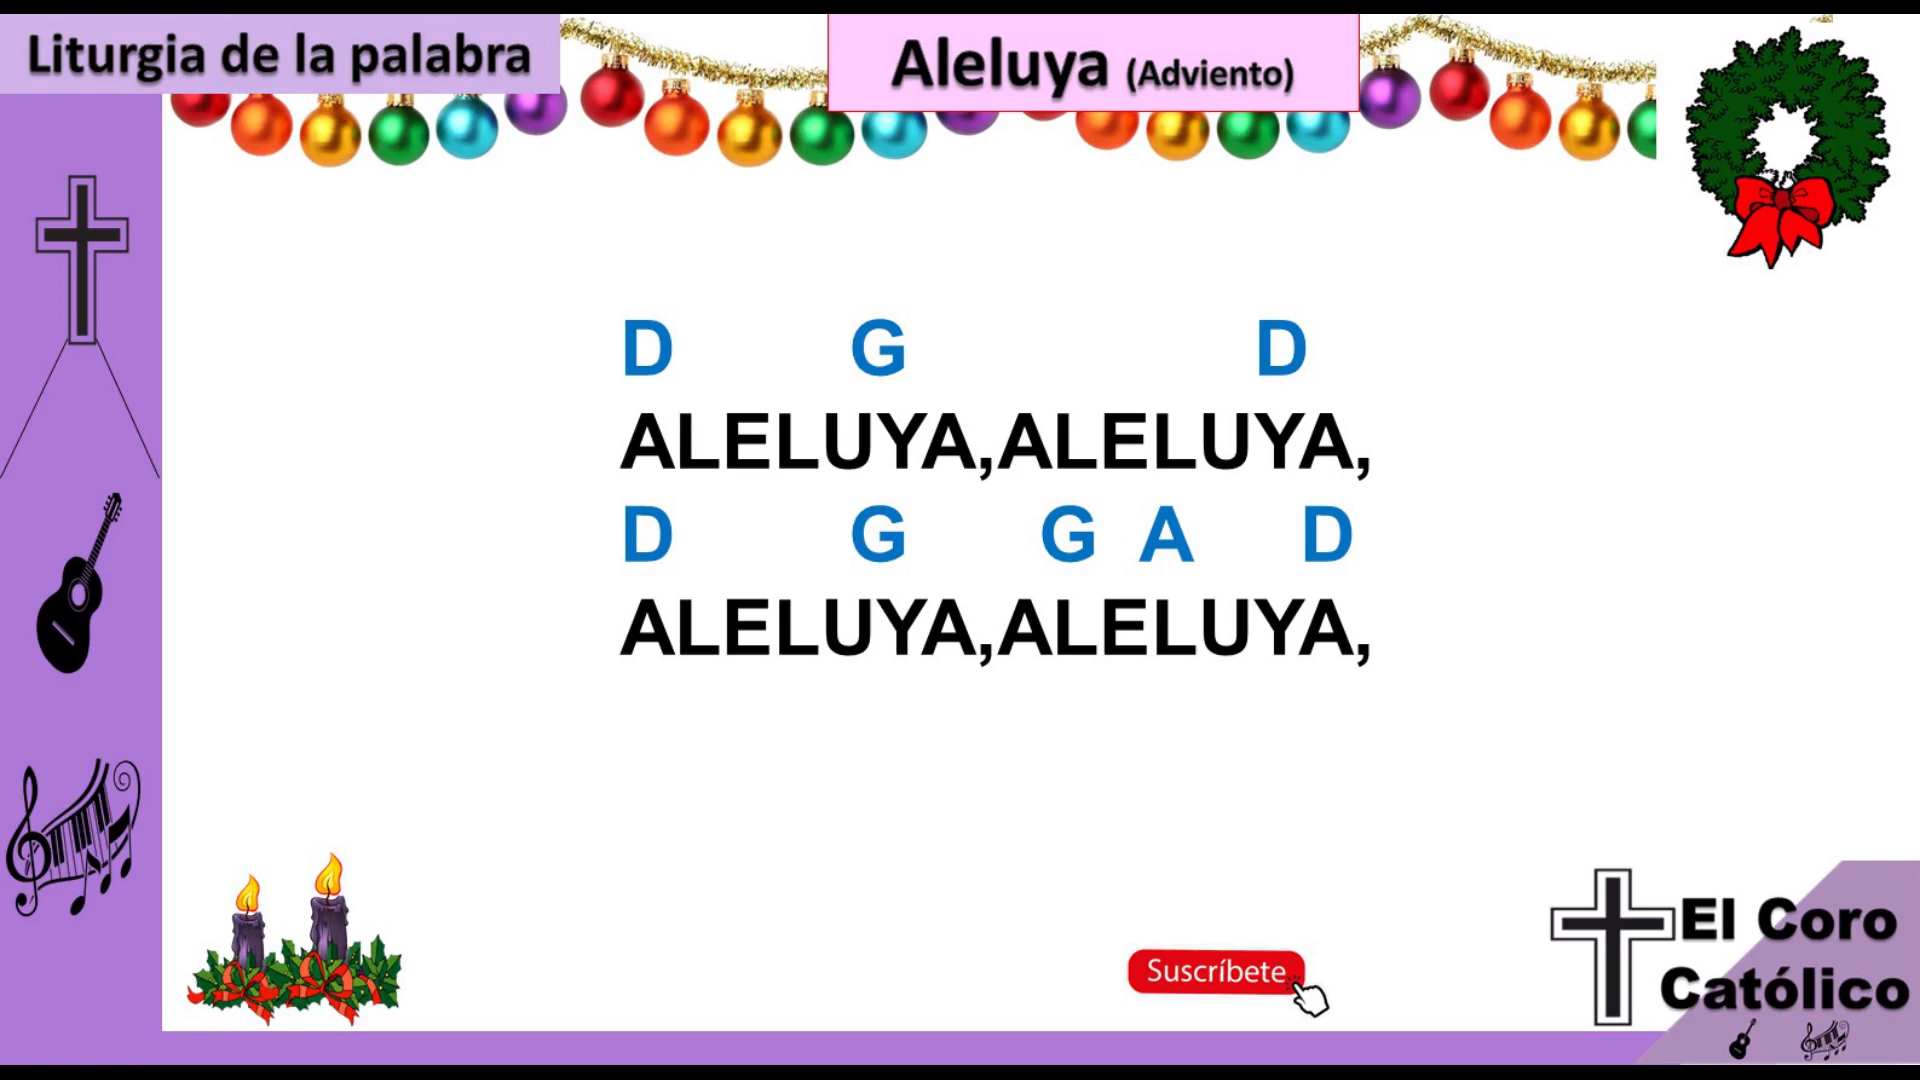 Liturgia de la palabra
Aleluya (Adviento)
D G D
ALELUYA,ALELUYA,
D G G A D
ALELUYA,ALELUYA,
Suscríbete
El Coro
Católico